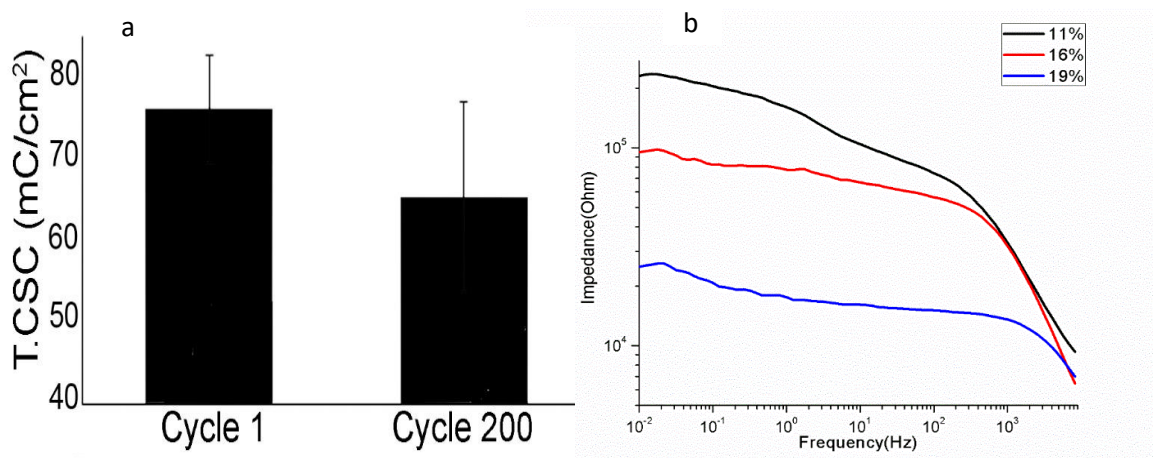 a
T.CSC (mC/cm²)
80
70
60
50
40
Cycle 1
Cycle 200
b
11%
16%
19%
Impedance(Ohm)
10⁵
10⁴
10⁻²
10⁻¹
10⁰
10¹
10²
10³
Frequency(Hz)